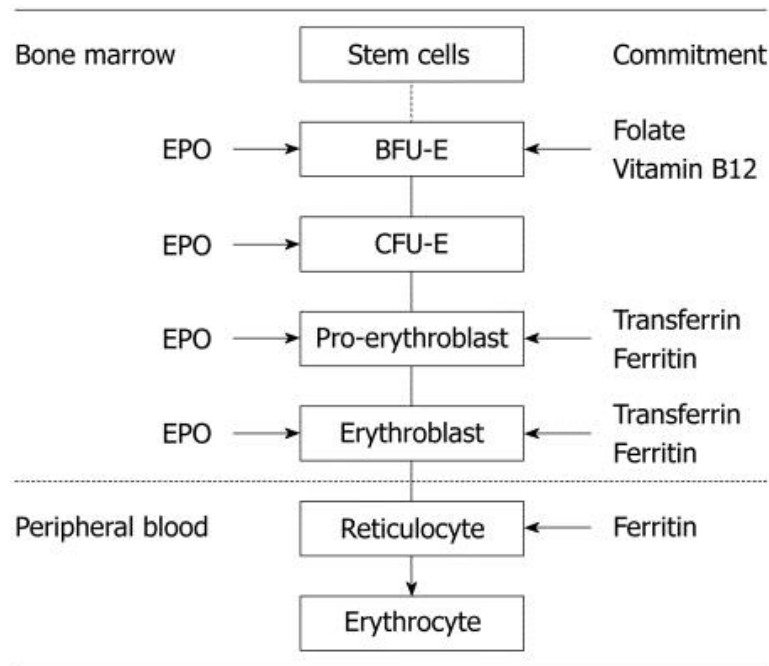 Bone marrow Stem cells Commitment
EPO BFU-E Folate
Vitamin B12
EPO CFU-E
EPO Pro-erythroblast Transferrin
Ferritin
EPO Erythroblast Transferrin
Ferritin
Peripheral blood Reticulocyte Ferritin
Erythrocyte